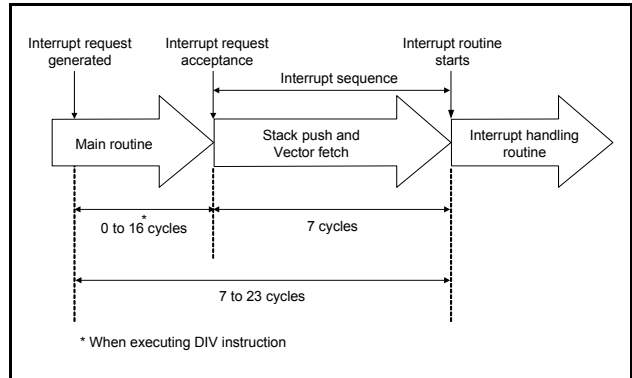 Interrupt request
generated
Interrupt request
acceptance
Interrupt routine
starts
Interrupt sequence
Main routine
Stack push and
Vector fetch
Interrupt handling
routine
0 to 16* cycles
7 cycles
7 to 23 cycles
* When executing DIV instruction